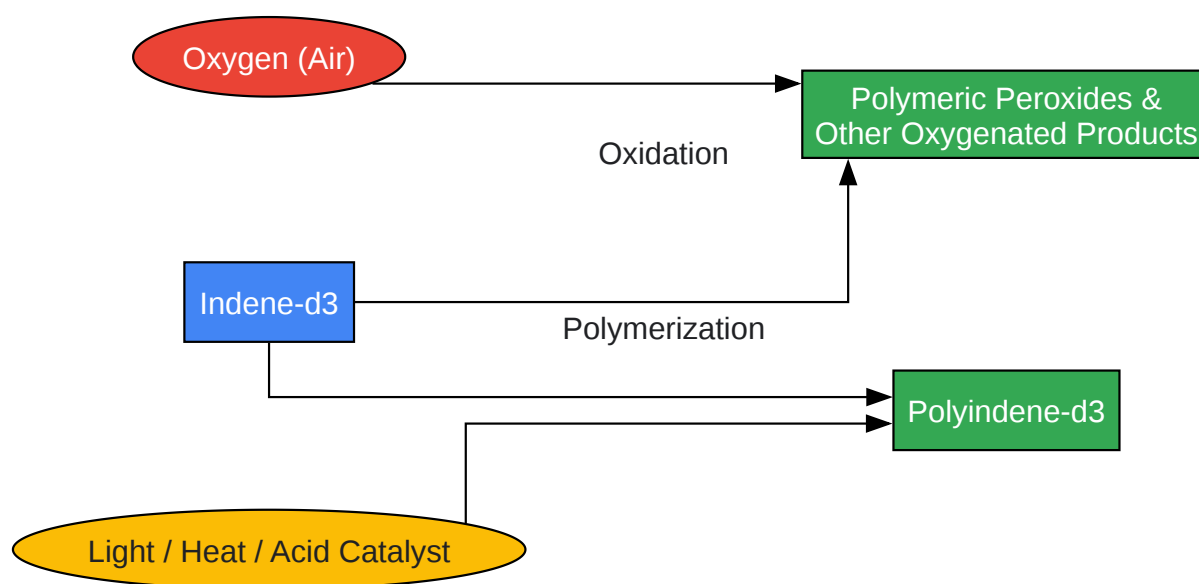 Oxygen (Air)
Polymeric Peroxides &
Other Oxygenated Products
Oxidation
Indene-d3
Polymerization
Polyindene-d3
Light / Heat / Acid Catalyst